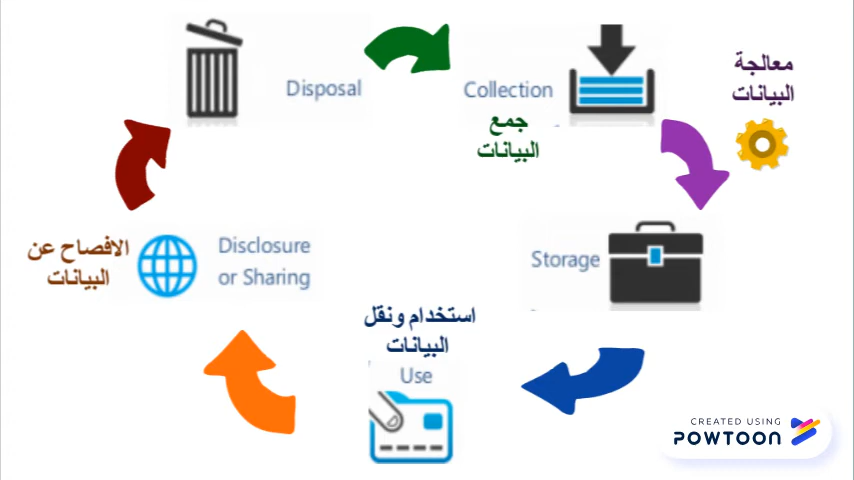 Disposal
Collection
جمع
البيانات
معالجة
البيانات
Storage
استخدام ونقل
البيانات
Use
Disclosure
or Sharing
الافصاح عن
البيانات
CREATED USING
POWTOON